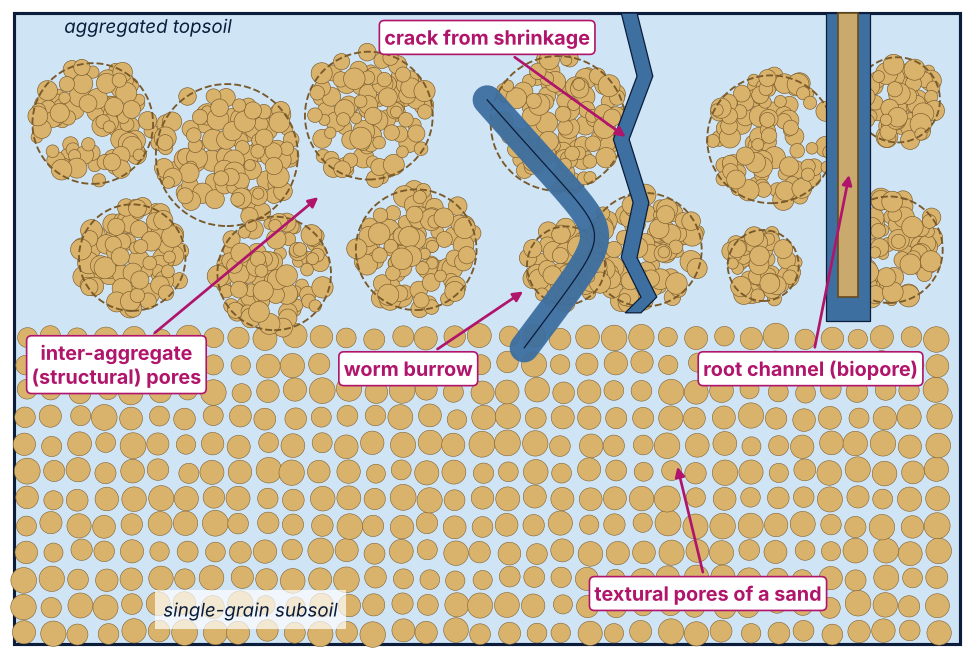 aggregated topsoil
crack from shrinkage
inter-aggregate
(structural) pores
worm burrow
root channel (biopore)
textural pores of a sand
single-grain subsoil